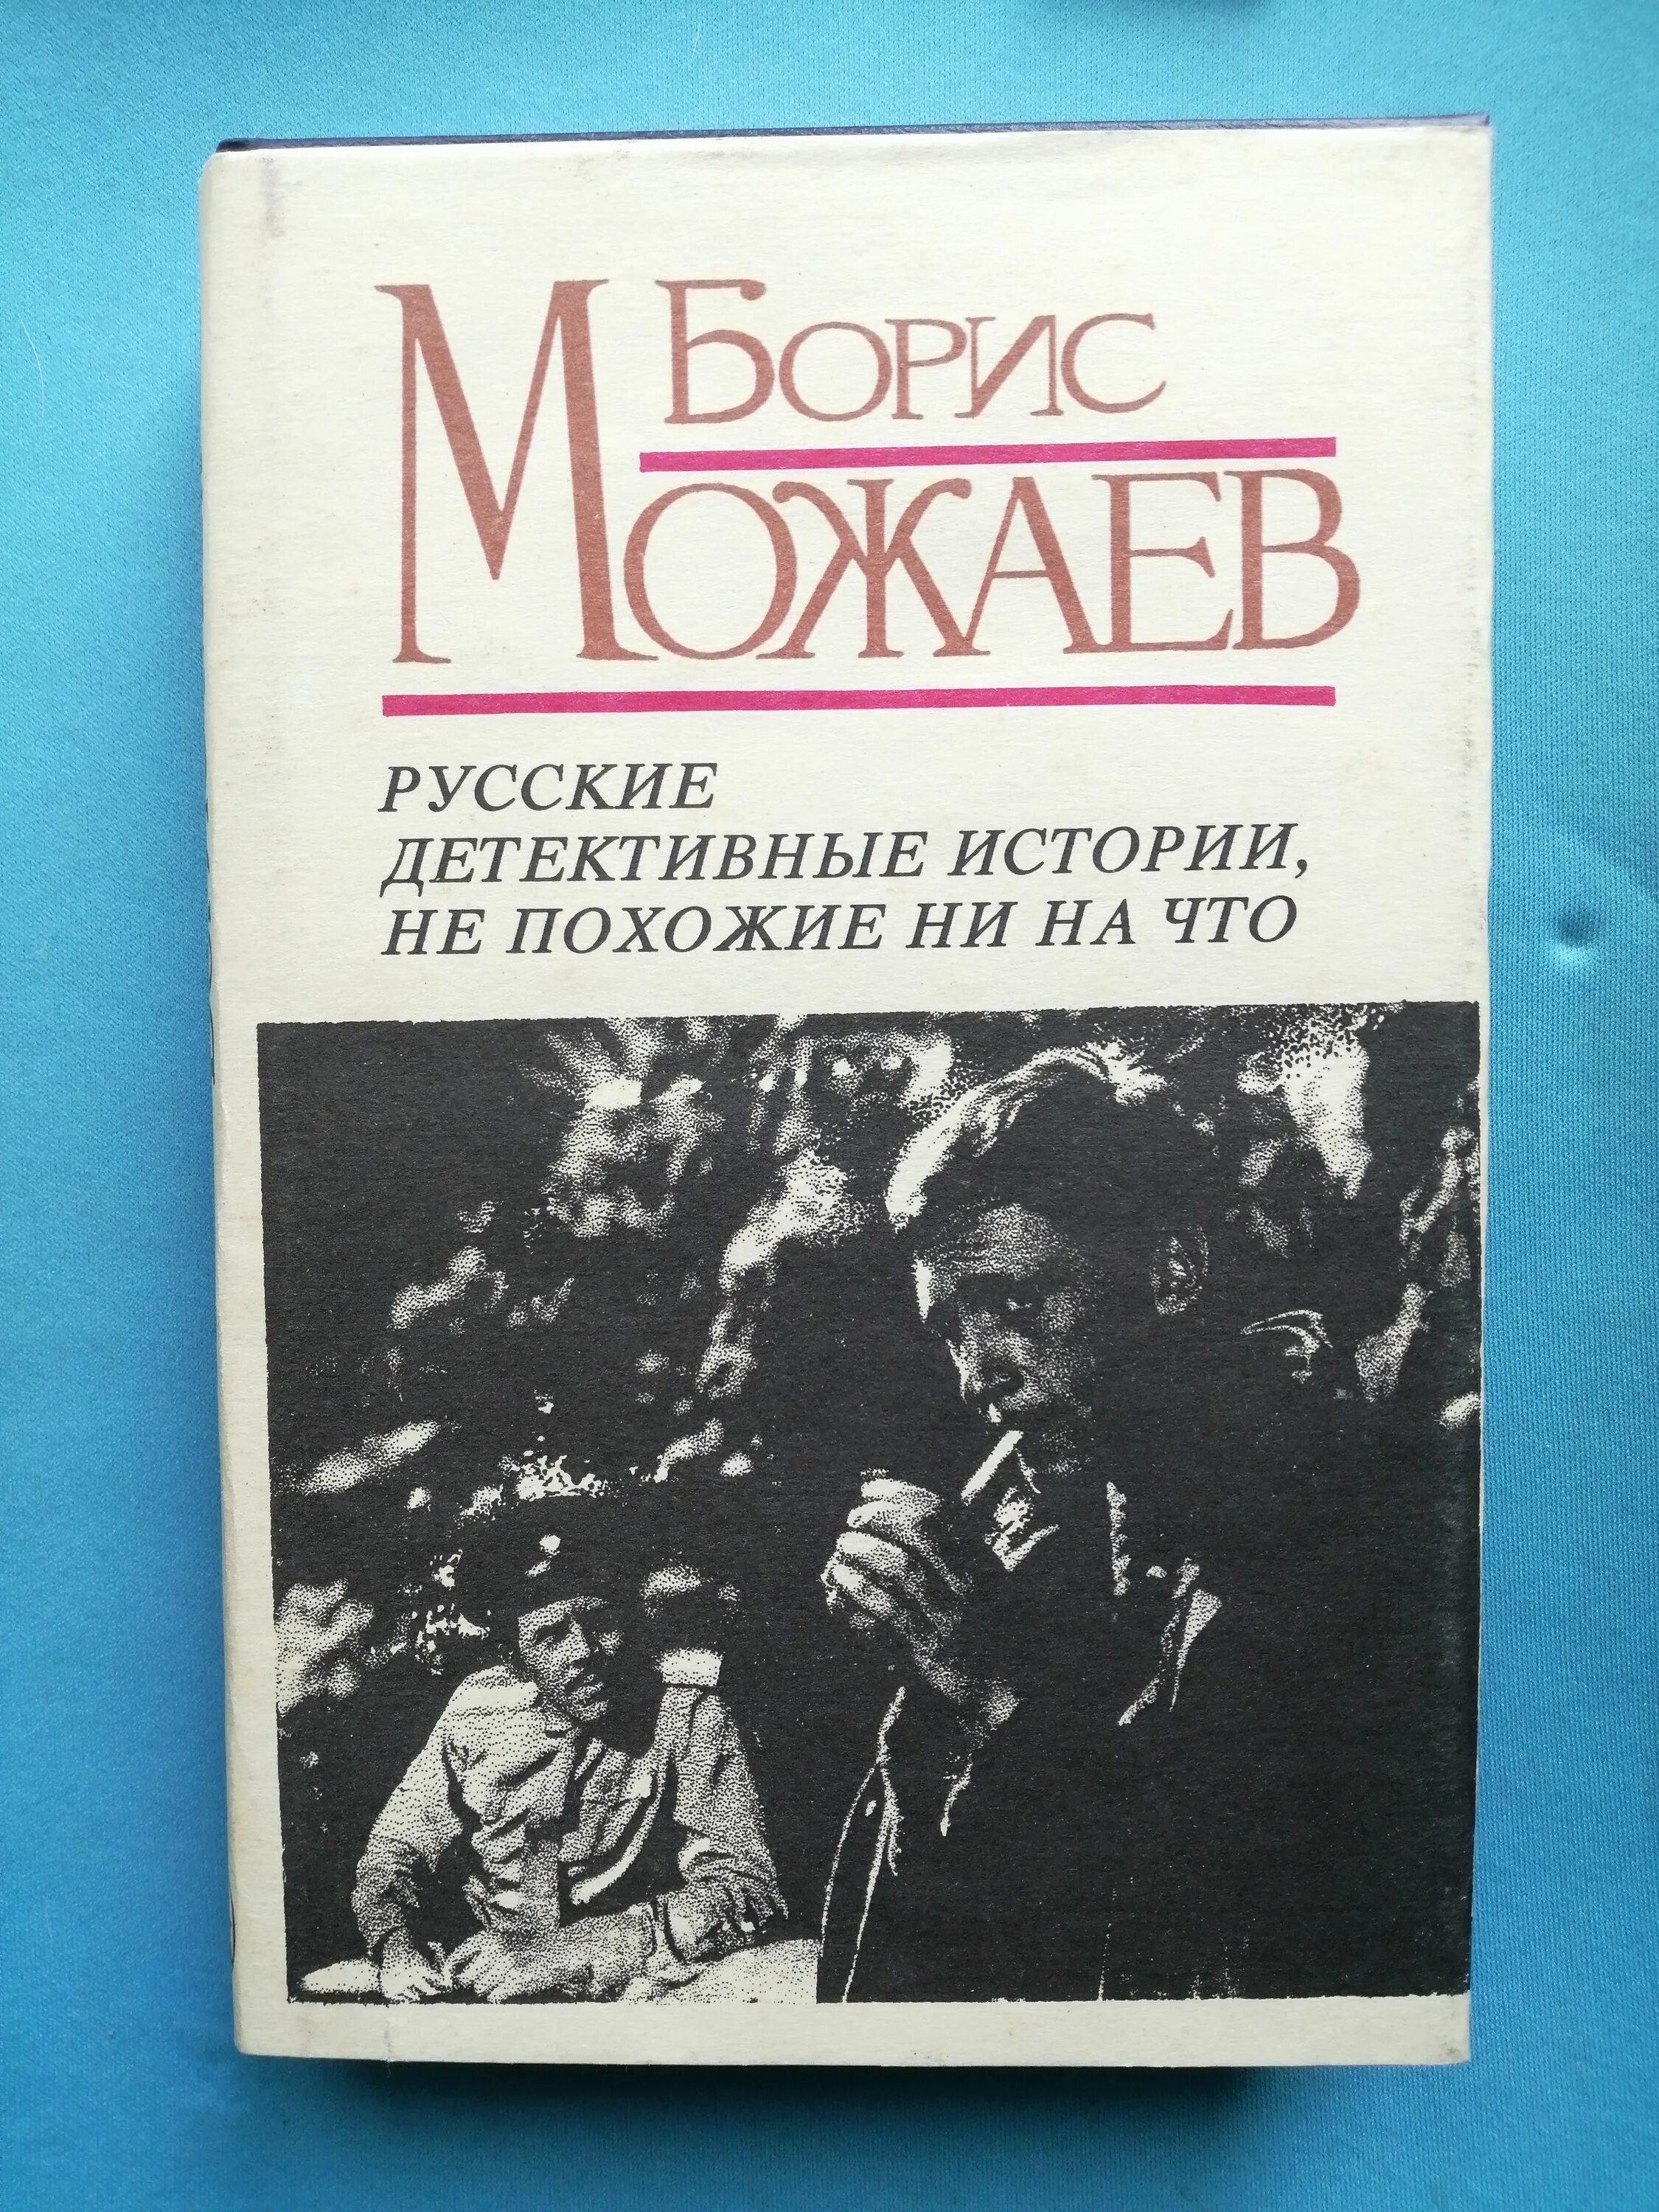 БОРИС
МОЖАЕВ
РУССКИЕ
ДЕТЕКТИВНЫЕ ИСТОРИИ,
НЕ ПОХОЖИЕ НИ НА ЧТО